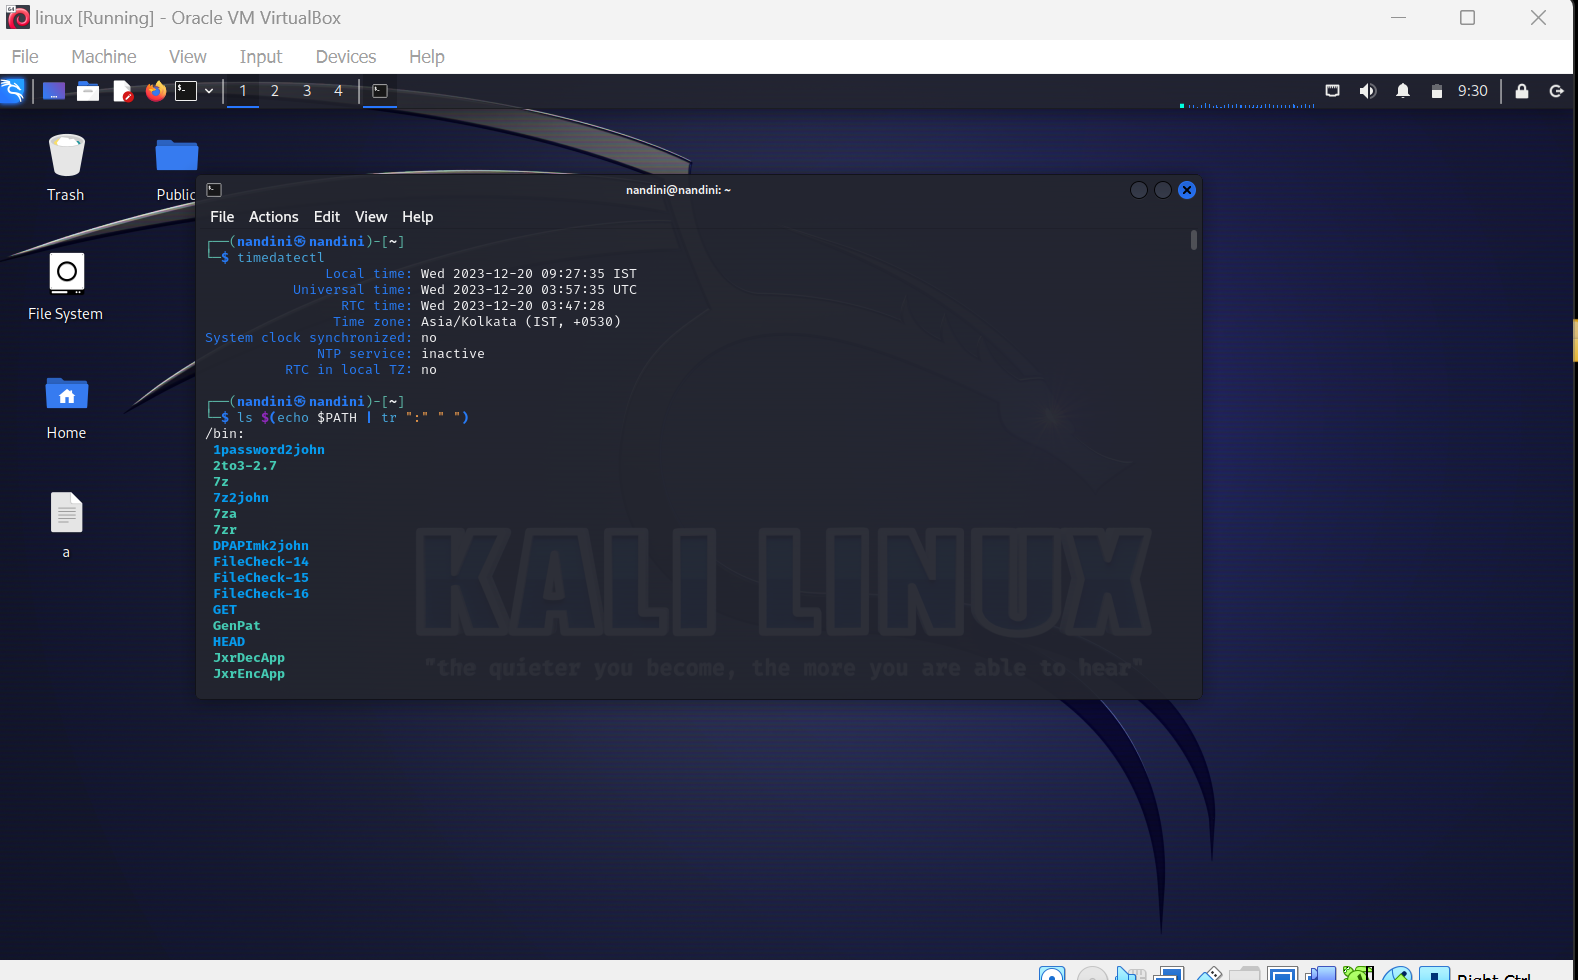 linux [Running] - Oracle VM VirtualBox
File Machine View Input Devices Help
1 2 3 4 9:30
Trash
Public
File System
Home
a
nandini@nandini: ~
File Actions Edit View Help
┌──(nandini㉿nandini)-[~]
└─$ timedatectl
Local time: Wed 2023-12-20 09:27:35 IST
Universal time: Wed 2023-12-20 03:57:35 UTC
RTC time: Wed 2023-12-20 03:47:28
Time zone: Asia/Kolkata (IST, +0530)
System clock synchronized: no
NTP service: inactive
RTC in local TZ: no
┌──(nandini㉿nandini)-[~]
└─$ ls $(echo $PATH | tr ":" " ")
/bin:
1password2john
2to3-2.7
7z
7z2john
7za
7zr
DPAPImk2john
FileCheck-14
FileCheck-15
FileCheck-16
GET
GenPat
HEAD
JxrDecApp
JxrEncApp
KALI LINUX
"the quieter you become, the more you are able to hear"
Right Ctrl